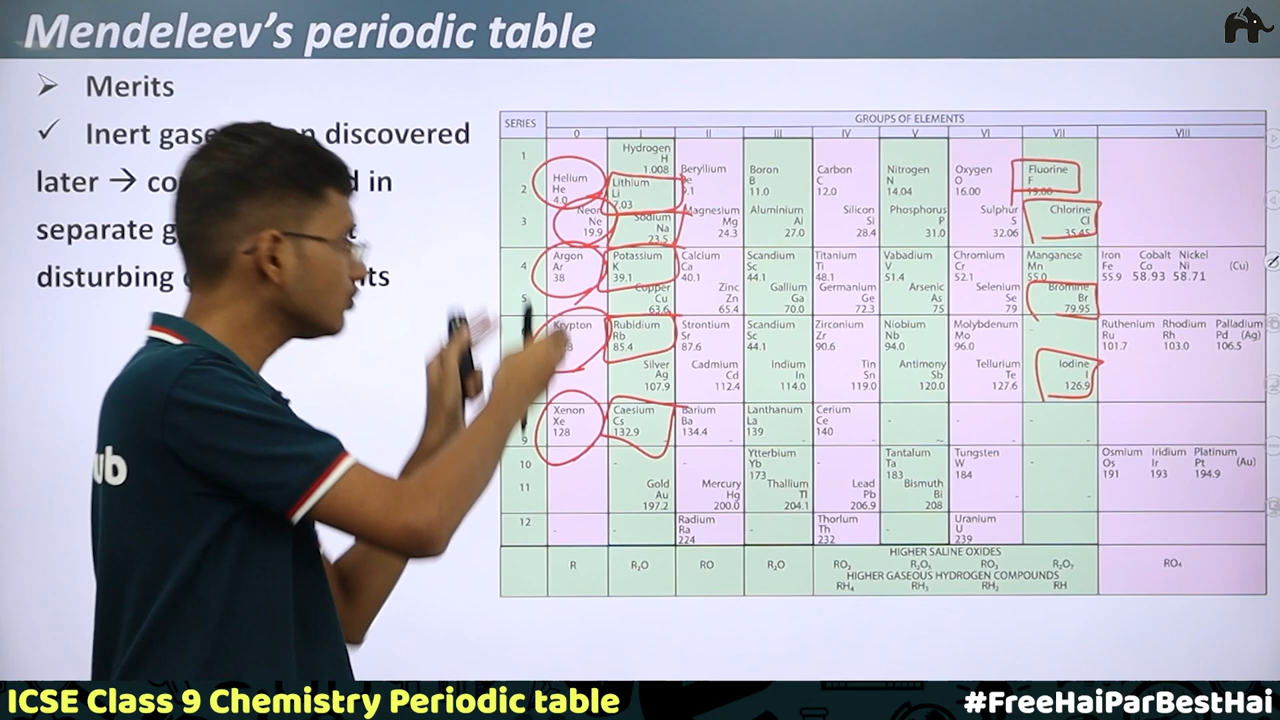 Mendeleev's periodic table
Merits
Inert gase discovered
later → co d in
separate g t
disturbing nts
SERIES
GROUPS OF ELEMENTS
0 I II III IV V VI VII VIII
1
Hydrogen
H
1.008
2
Helium
He
4.0
Lithium
Li
7.03
Beryllium
9.1
Boron
B
11.0
Carbon
C
12.0
Nitrogen
N
14.04
Oxygen
O
16.00
Fluorine
F
19.00
3
Neon
Ne
19.9
Sodium
Na
23.5
Magnesium
Mg
24.3
Aluminium
Al
27.0
Silicon
Si
28.4
Phosphorus
P
31.0
Sulphur
S
32.06
Chlorine
Cl
35.45
4
Argon
Ar
38
Potassium
K
39.1
Calcium
Ca
40.1
Scandium
Sc
44.1
Titanium
Ti
48.1
Vabadium
V
51.4
Chromium
Cr
52.1
Manganese
Mn
55.0
Iron Cobalt Nickel
Fe Co Ni (Cu)
55.9 58.93 58.71
5
Copper
Cu
63.6
Zinc
Zn
65.4
Gallium
Ga
70.0
Germanium
Ge
72.3
Arsenic
As
75
Selenium
Se
79
Bromine
Br
79.95
Krypton
Rubidium
Rb
85.4
Strontium
Sr
87.6
Scandium
Sc
44.1
Zirconium
Zr
90.6
Niobium
Nb
94.0
Molybdenum
Mo
96.0
Ruthenium Rhodium Palladium
Ru Rh Pd (Ag)
101.7 103.0 106.5
Silver
Ag
107.9
Cadmium
Cd
112.4
Indium
In
114.0
Tin
Sn
119.0
Antimony
Sb
120.0
Tellurium
Te
127.6
Iodine
I
126.9
Xenon
Xe
128
Caesium
Cs
132.9
Barium
Ba
134.4
Lanthanum
La
139
Cerium
Ce
140
9
10
Ytterbium
Yb
173
Tantalum
Ta
183
Tungsten
W
184
Osmium Iridium Platinum
Os Ir Pt (Au)
191 193 194.9
11
Gold
Au
197.2
Mercury
Hg
200.0
Thallium
Tl
204.1
Lead
Pb
206.9
Bismuth
Bi
208
12
Radium
Ra
224
Thorlum
Th
232
Uranium
U
239
HIGHER SALINE OXIDES
R R₂O RO R₂O RO₂ R₂O₅ RO₃ R₂O₇ RO₄
HIGHER GASEOUS HYDROGEN COMPOUNDS
RH₄ RH₃ RH₂ RH
ub
ICSE Class 9 Chemistry Periodic table
#FreeHaiParBestHai